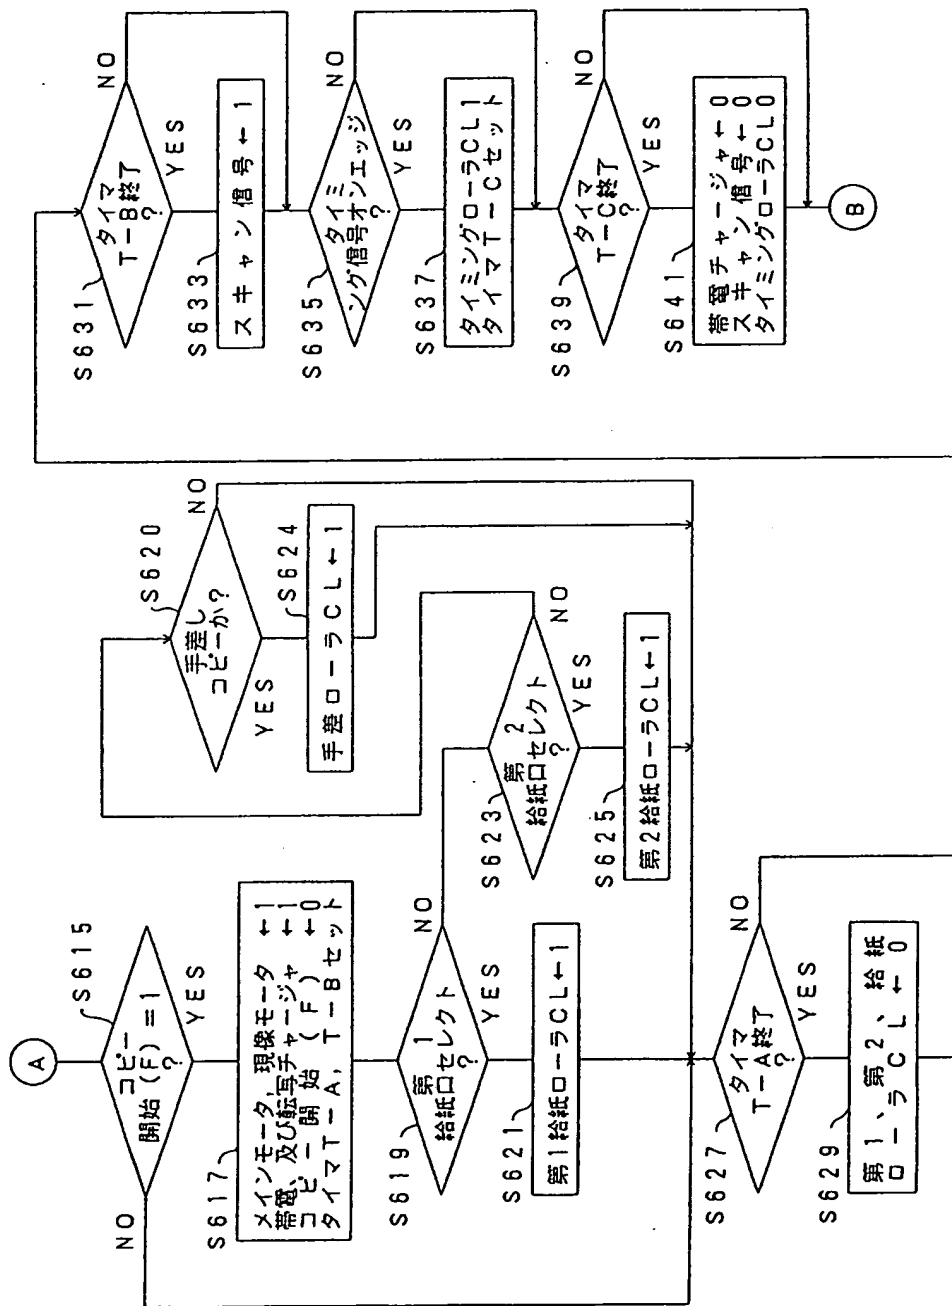 A
S615
コピー
開始(F)=1
?
NO
YES
S617
メインモータ、現像モータ ←1
帯電、及び転写チャージャ ←1
コピー開始(F) ←0
タイマT-A, T-Bセット
S619
第1
給紙口セレクト
?
NO
YES
S621
第1給紙ローラCL←1
S623
第2
給紙口セレクト
?
NO
YES
S625
第2給紙ローラCL←1
S620
手差し
コピーか?
NO
YES
S624
手差ローラCL←1
S627
タイマ
T-A終了
?
NO
YES
S629
第1、第2、給紙
ローラCL←0
S631
タイマ
T-B終了
?
NO
YES
S633
スキャン信号←1
S635
タイミ
ング信号オンエッジ
?
NO
YES
S637
タイミングローラCL1
タイマT-Cセット
S639
タイマ
T-C終了
?
NO
YES
S641
帯電チャージャ←0
スキャン信号←0
タイミングローラCL0
B